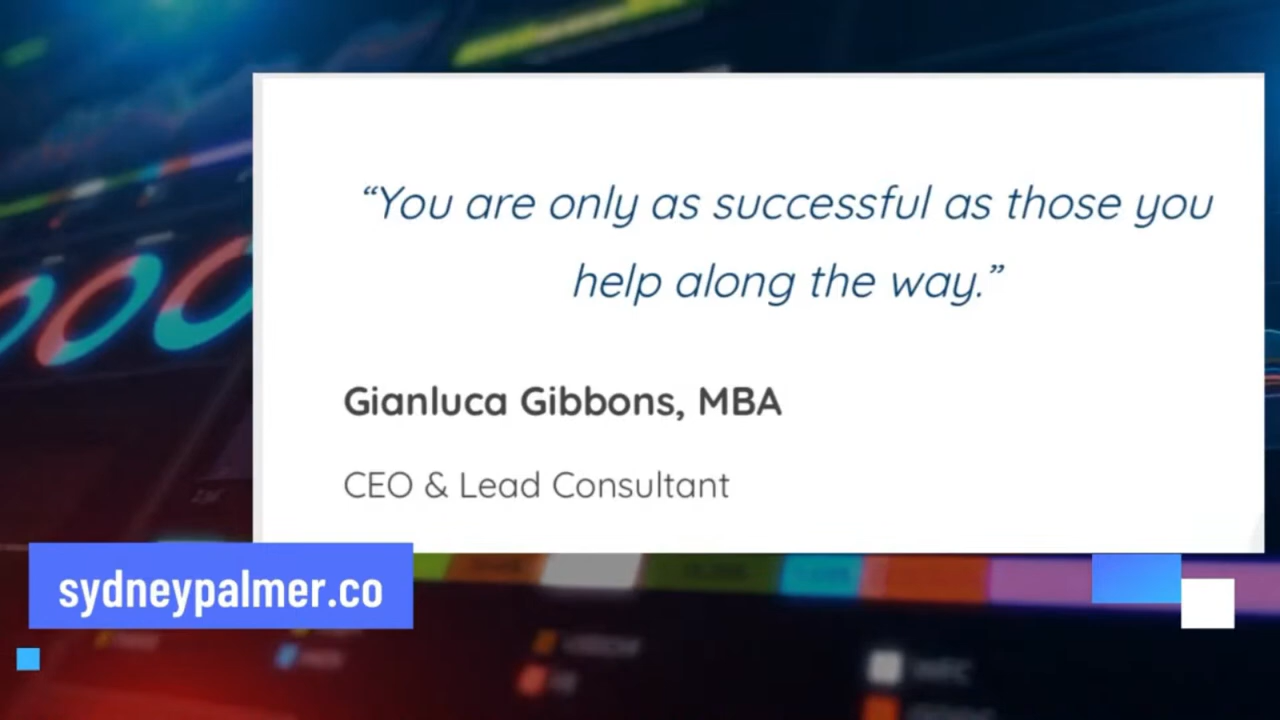 “You are only as successful as those you
help along the way.”
Gianluca Gibbons, MBA
CEO & Lead Consultant
sydneypalmer.co